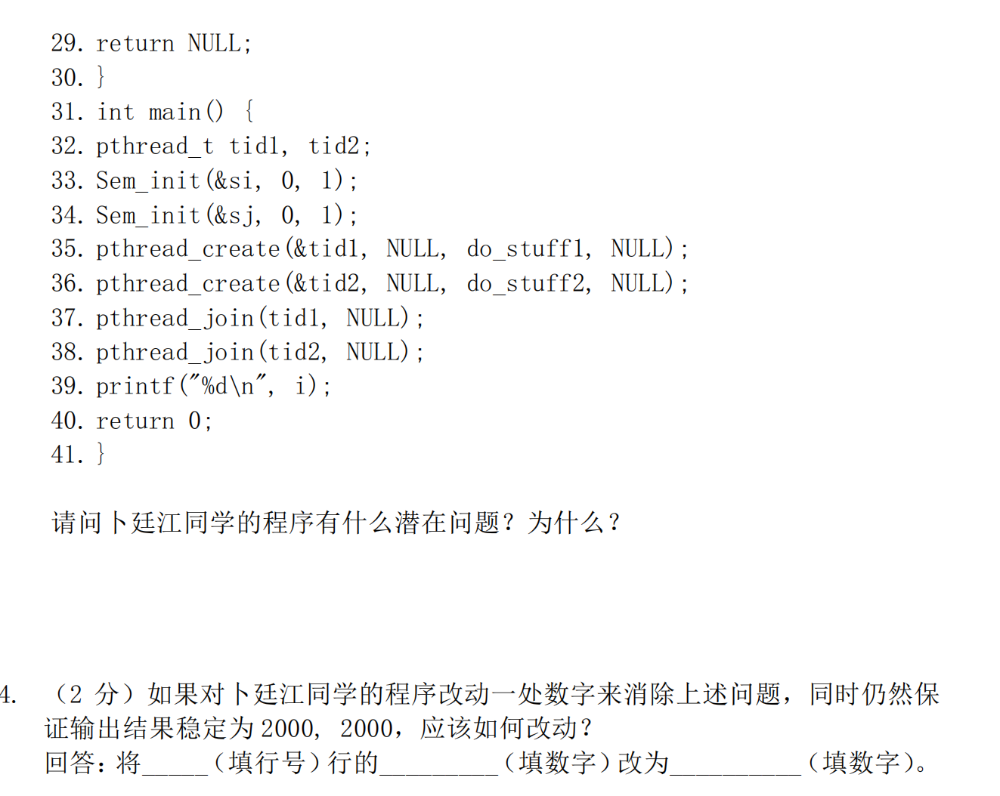 29. return NULL;
30. }
31. int main() {
32. pthread_t tid1, tid2;
33. Sem_init(&si, 0, 1);
34. Sem_init(&sj, 0, 1);
35. pthread_create(&tid1, NULL, do_stuff1, NULL);
36. pthread_create(&tid2, NULL, do_stuff2, NULL);
37. pthread_join(tid1, NULL);
38. pthread_join(tid2, NULL);
39. printf("%d\n", i);
40. return 0;
41. }
请问卜廷江同学的程序有什么潜在问题？为什么？
4. （2 分）如果对卜廷江同学的程序改动一处数字来消除上述问题，同时仍然保
证输出结果稳定为 2000, 2000，应该如何改动？
回答：将_____（填行号）行的_________（填数字）改为__________（填数字）。